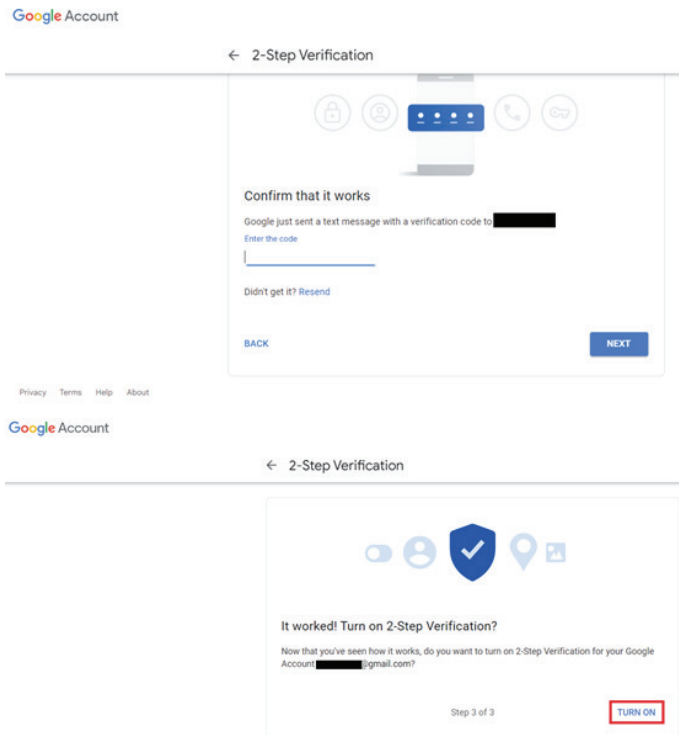 Google Account
← 2-Step Verification
Confirm that it works
Google just sent a text message with a verification code to
Enter the code
Didn't get it? Resend
BACK
NEXT
Privacy Terms Help About
Google Account
← 2-Step Verification
It worked! Turn on 2-Step Verification?
Now that you've seen how it works, do you want to turn on 2-Step Verification for your Google
Account @gmail.com?
Step 3 of 3
TURN ON